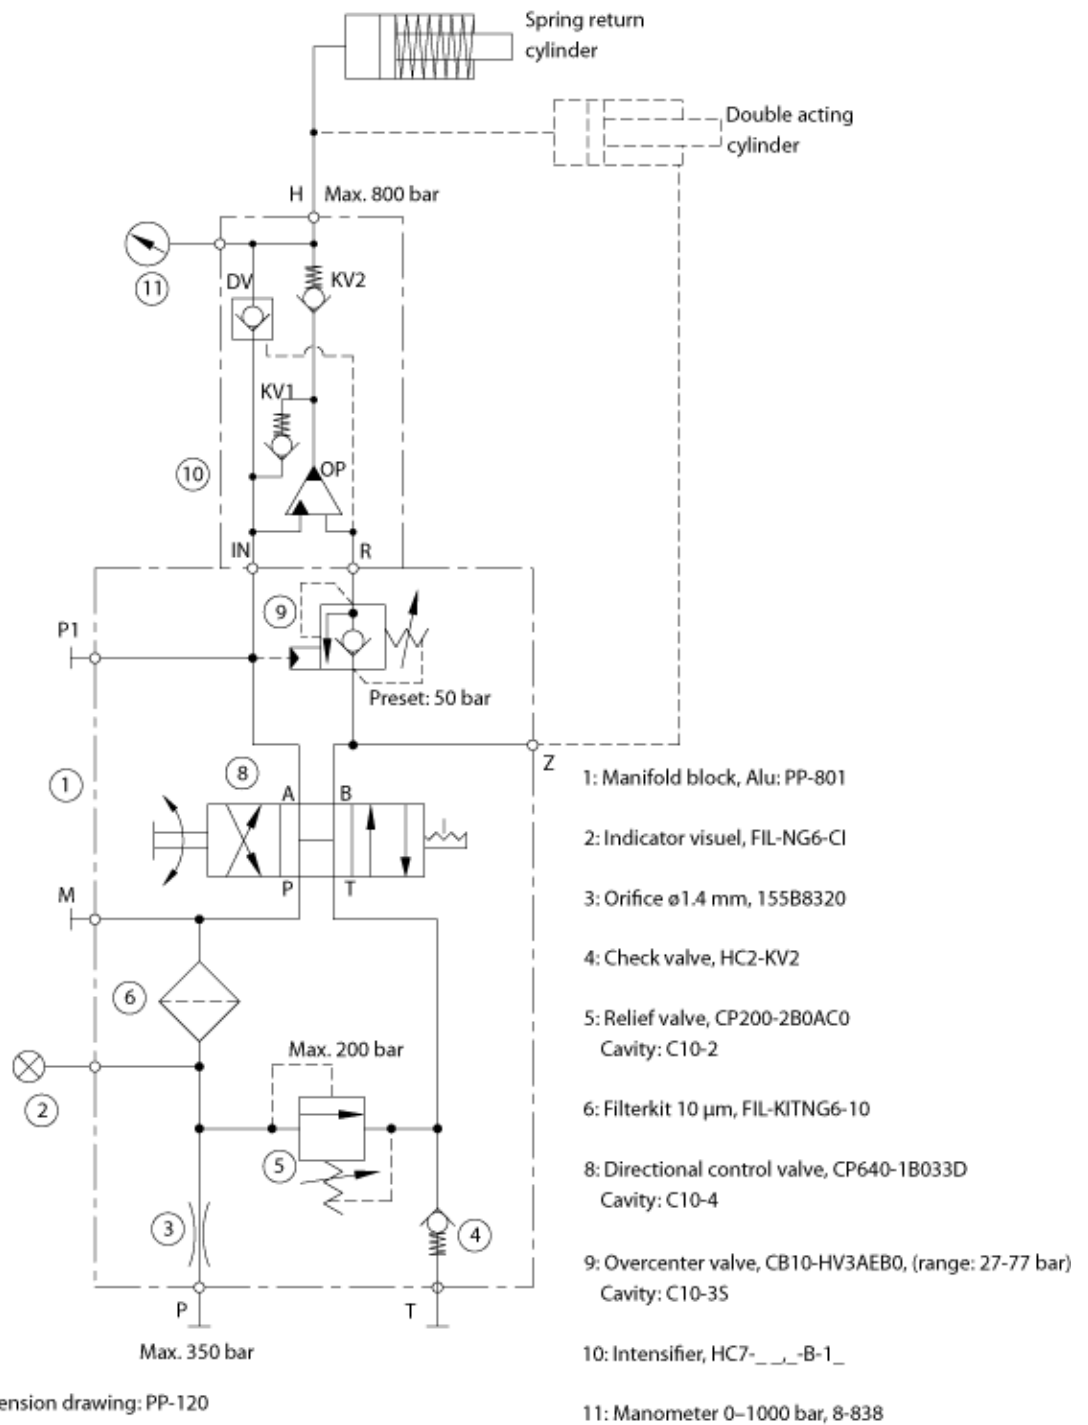 Spring return
cylinder
Double acting
cylinder
H
Max. 800 bar
11
DV
KV2
KV1
10
OP
IN
R
9
P1
Preset: 50 bar
Z
1
8
A
B
P
T
M
6
Max. 200 bar
2
5
3
4
P
T
Max. 350 bar
ension drawing: PP-120
1: Manifold block, Alu: PP-801
2: Indicator visuel, FIL-NG6-CI
3: Orifice ø1.4 mm, 155B8320
4: Check valve, HC2-KV2
5: Relief valve, CP200-2B0AC0
Cavity: C10-2
6: Filterkit 10 µm, FIL-KITNG6-10
8: Directional control valve, CP640-1B033D
Cavity: C10-4
9: Overcenter valve, CB10-HV3AEB0, (range: 27-77 bar)
Cavity: C10-3S
10: Intensifier, HC7-_ _,_-B-1_
11: Manometer 0–1000 bar, 8-838